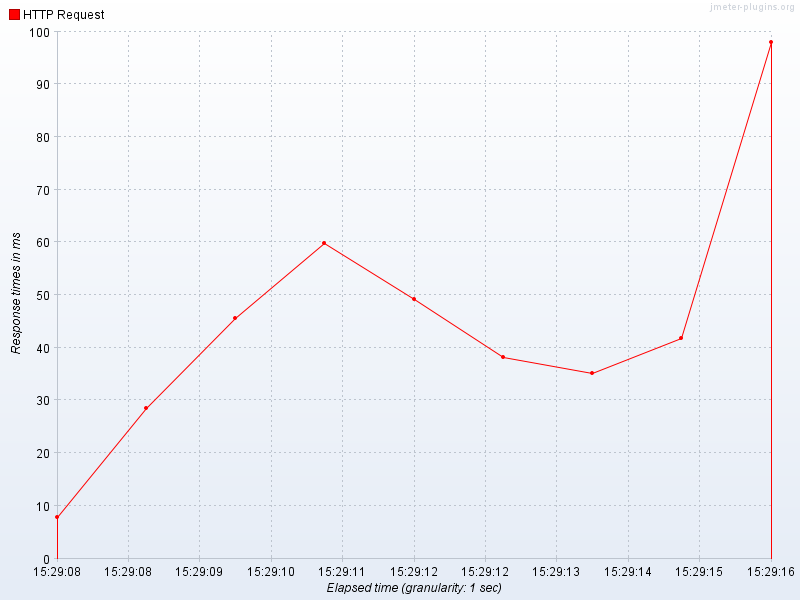 jmeter-plugins.org
HTTP Request
100
90
80
70
60
50
40
30
20
10
0
Response times in ms
15:29:08 15:29:08 15:29:09 15:29:10 15:29:11 15:29:12 15:29:12 15:29:13 15:29:14 15:29:15 15:29:16
Elapsed time (granularity: 1 sec)